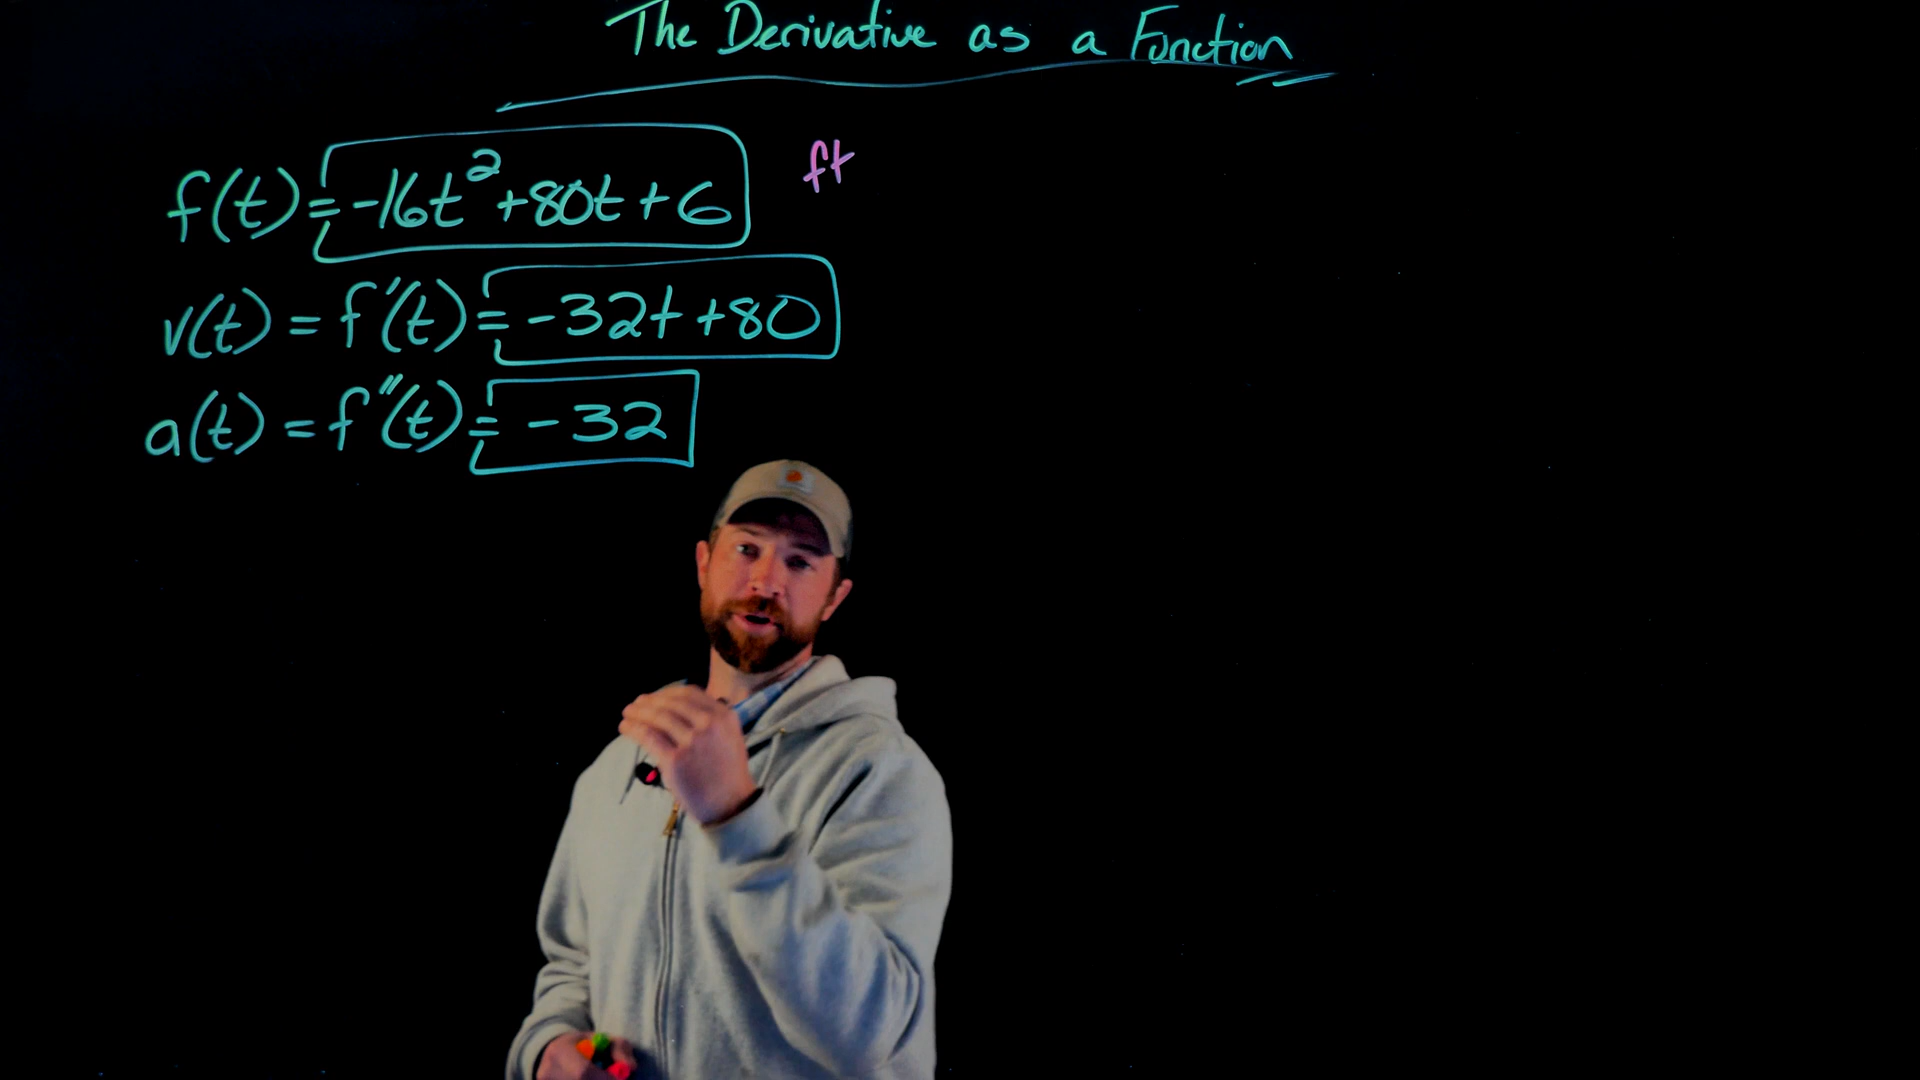 The Derivative as a Function
f(t) = -16t² + 80t + 6 ft
v(t) = f'(t) = -32t + 80
a(t) = f''(t) = -32